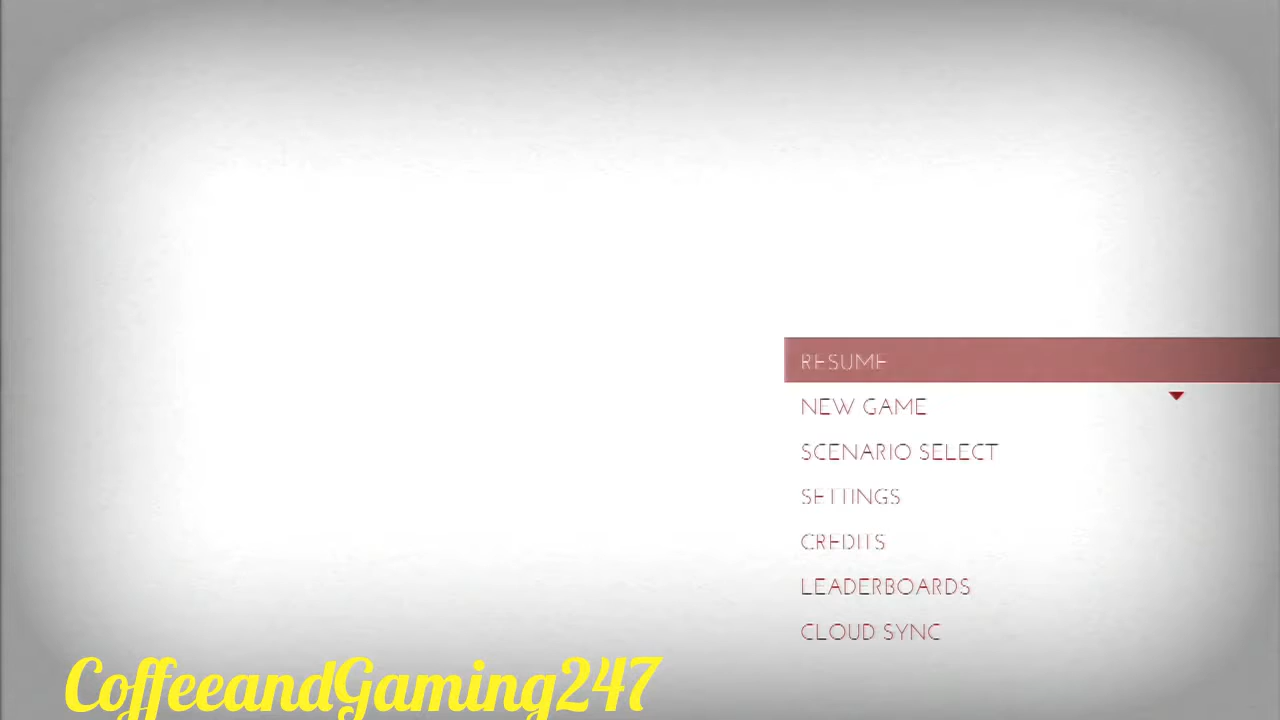 RESUME
NEW GAME
SCENARIO SELECT
SETTINGS
CREDITS
LEADERBOARDS
CLOUD SYNC
CoffeeandGaming247